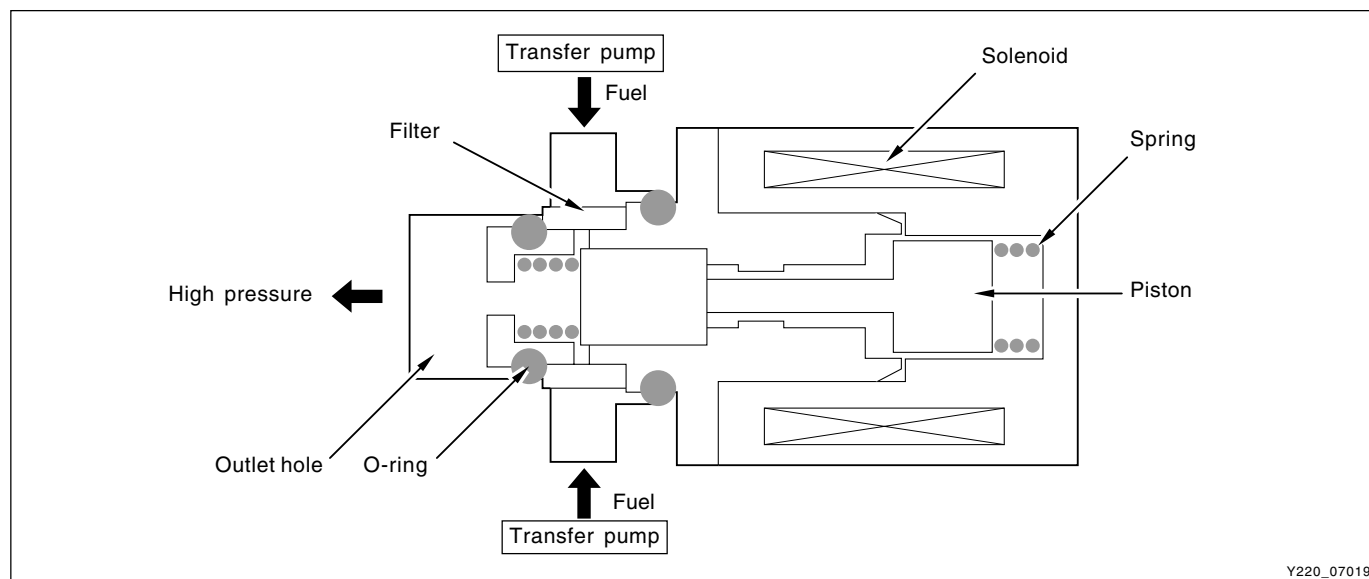 Transfer pump
Fuel
Solenoid
Filter
Spring
High pressure
Piston
Outlet hole
O-ring
Fuel
Transfer pump
Y220_07019